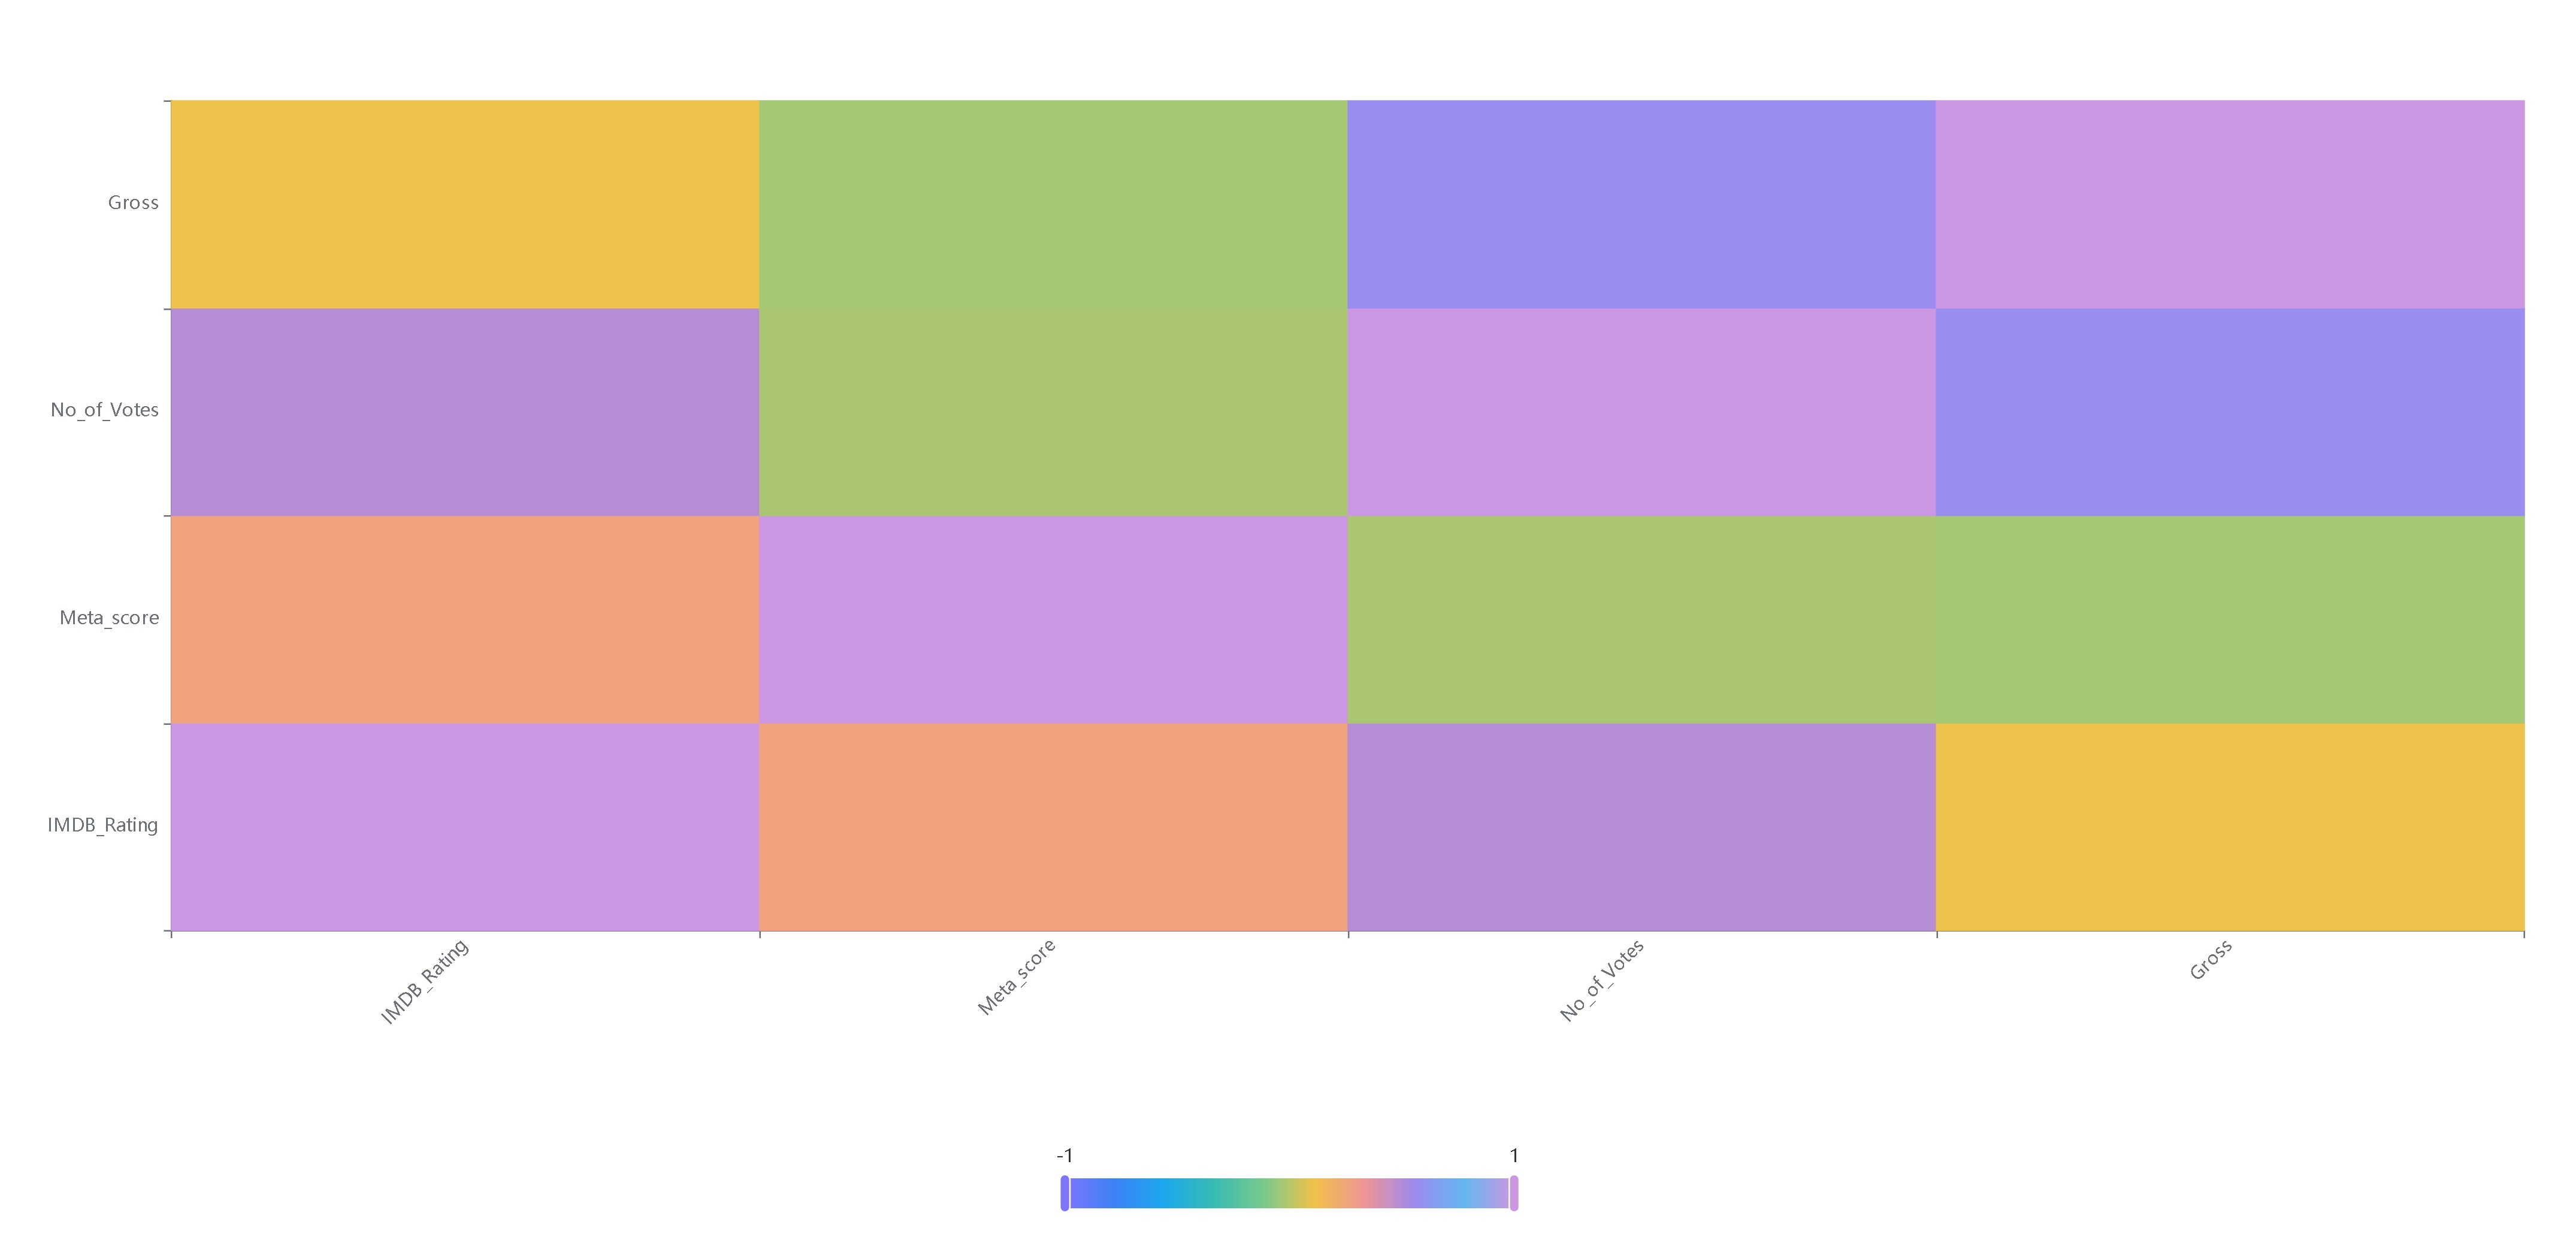 Gross
No_of_Votes
Meta_score
IMDB_Rating
IMDB_Rating
Meta_score
No_of_Votes
Gross
-1
1